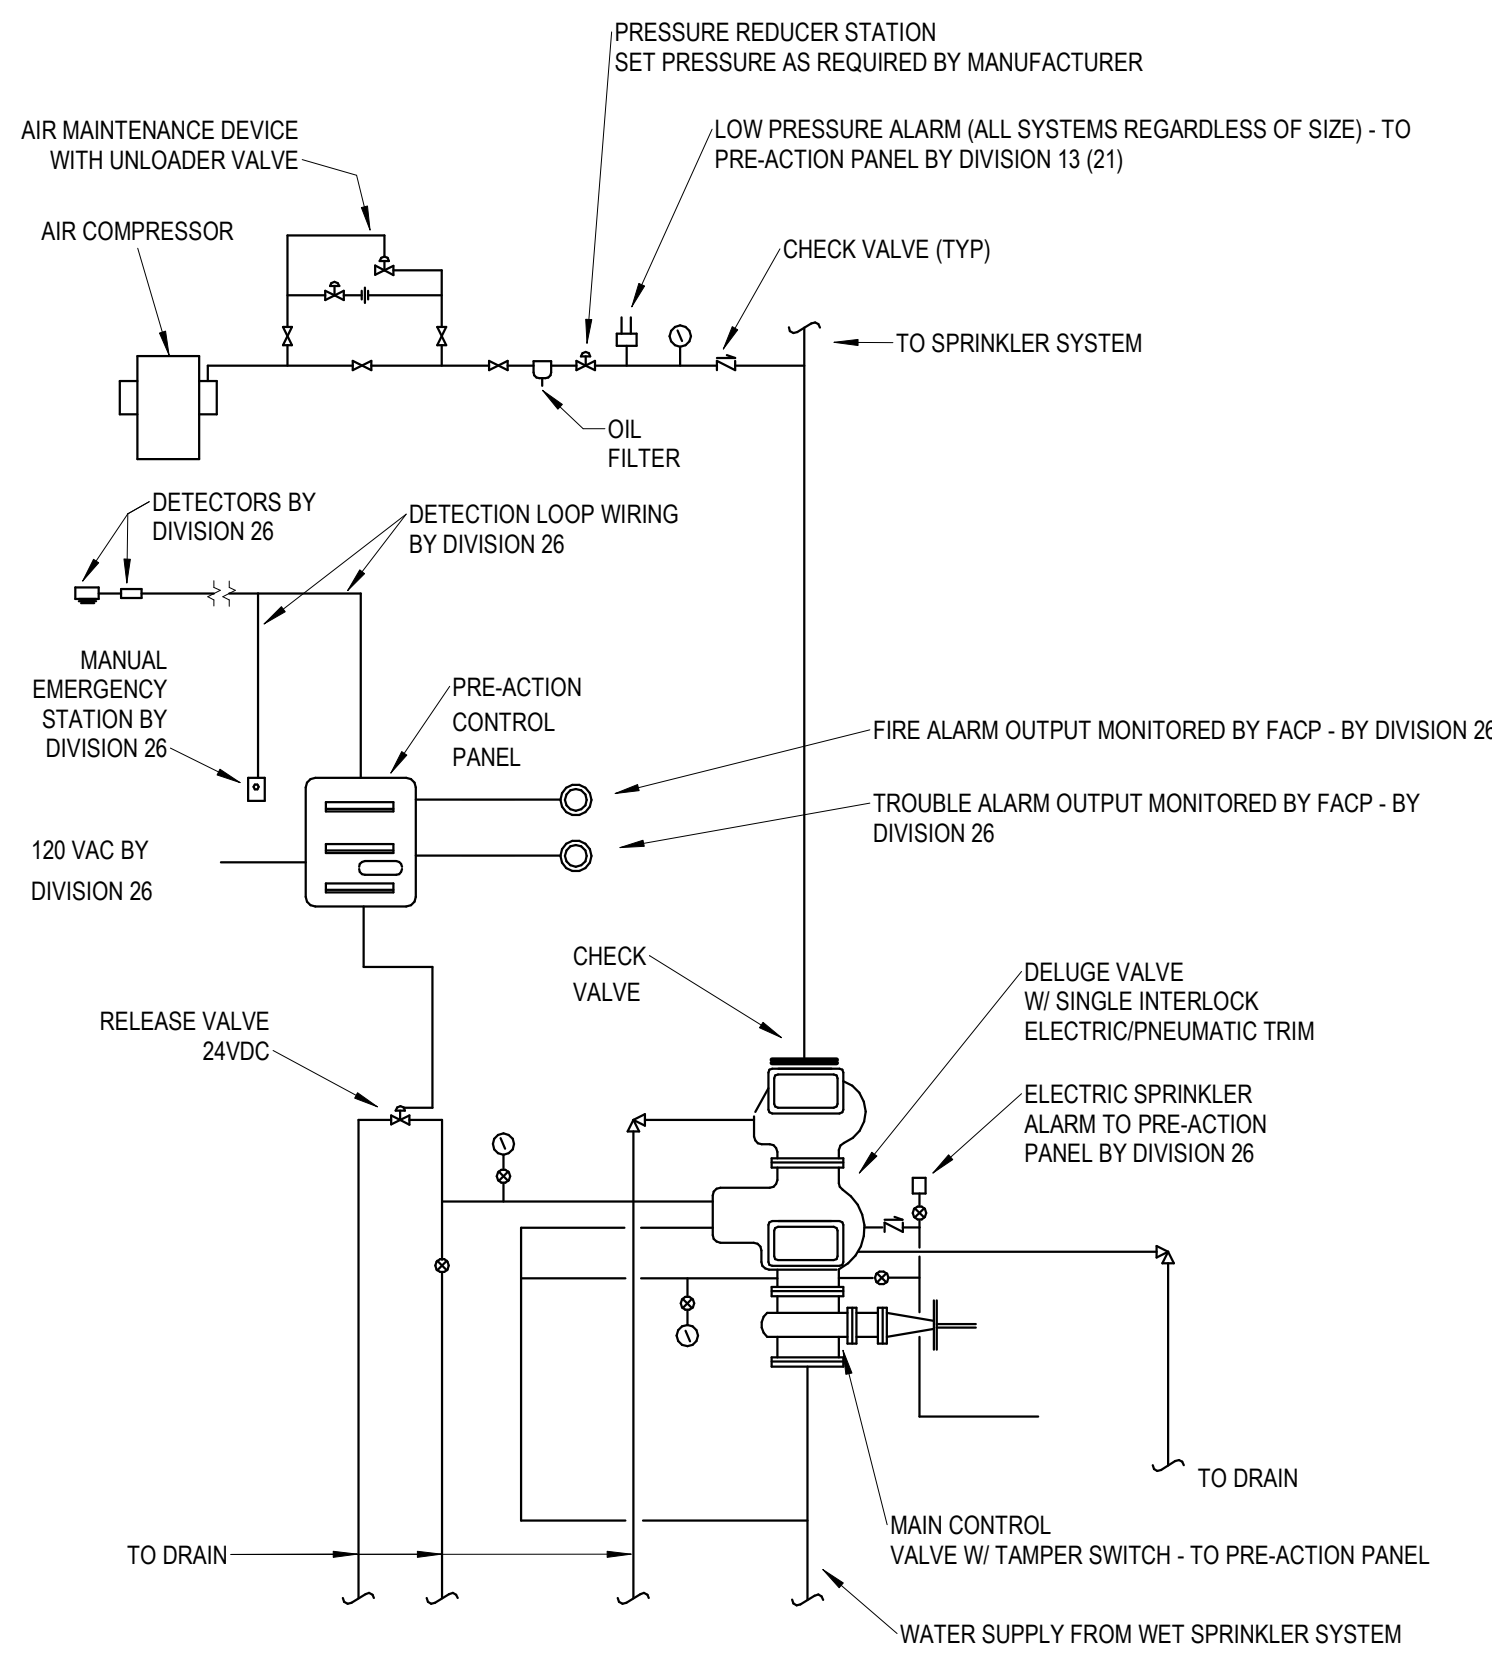 PRESSURE REDUCER STATION
SET PRESSURE AS REQUIRED BY MANUFACTURER
AIR MAINTENANCE DEVICE
WITH UNLOADER VALVE
LOW PRESSURE ALARM (ALL SYSTEMS REGARDLESS OF SIZE) - TO
PRE-ACTION PANEL BY DIVISION 13 (21)
AIR COMPRESSOR
CHECK VALVE (TYP)
TO SPRINKLER SYSTEM
OIL
FILTER
DETECTORS BY
DIVISION 26
DETECTION LOOP WIRING
BY DIVISION 26
MANUAL
EMERGENCY
STATION BY
DIVISION 26
PRE-ACTION
CONTROL
PANEL
FIRE ALARM OUTPUT MONITORED BY FACP - BY DIVISION 26
TROUBLE ALARM OUTPUT MONITORED BY FACP - BY
DIVISION 26
120 VAC BY
DIVISION 26
CHECK
VALVE
DELUGE VALVE
W/ SINGLE INTERLOCK
ELECTRIC/PNEUMATIC TRIM
RELEASE VALVE
24VDC
ELECTRIC SPRINKLER
ALARM TO PRE-ACTION
PANEL BY DIVISION 26
TO DRAIN
MAIN CONTROL
VALVE W/ TAMPER SWITCH - TO PRE-ACTION PANEL
TO DRAIN
WATER SUPPLY FROM WET SPRINKLER SYSTEM